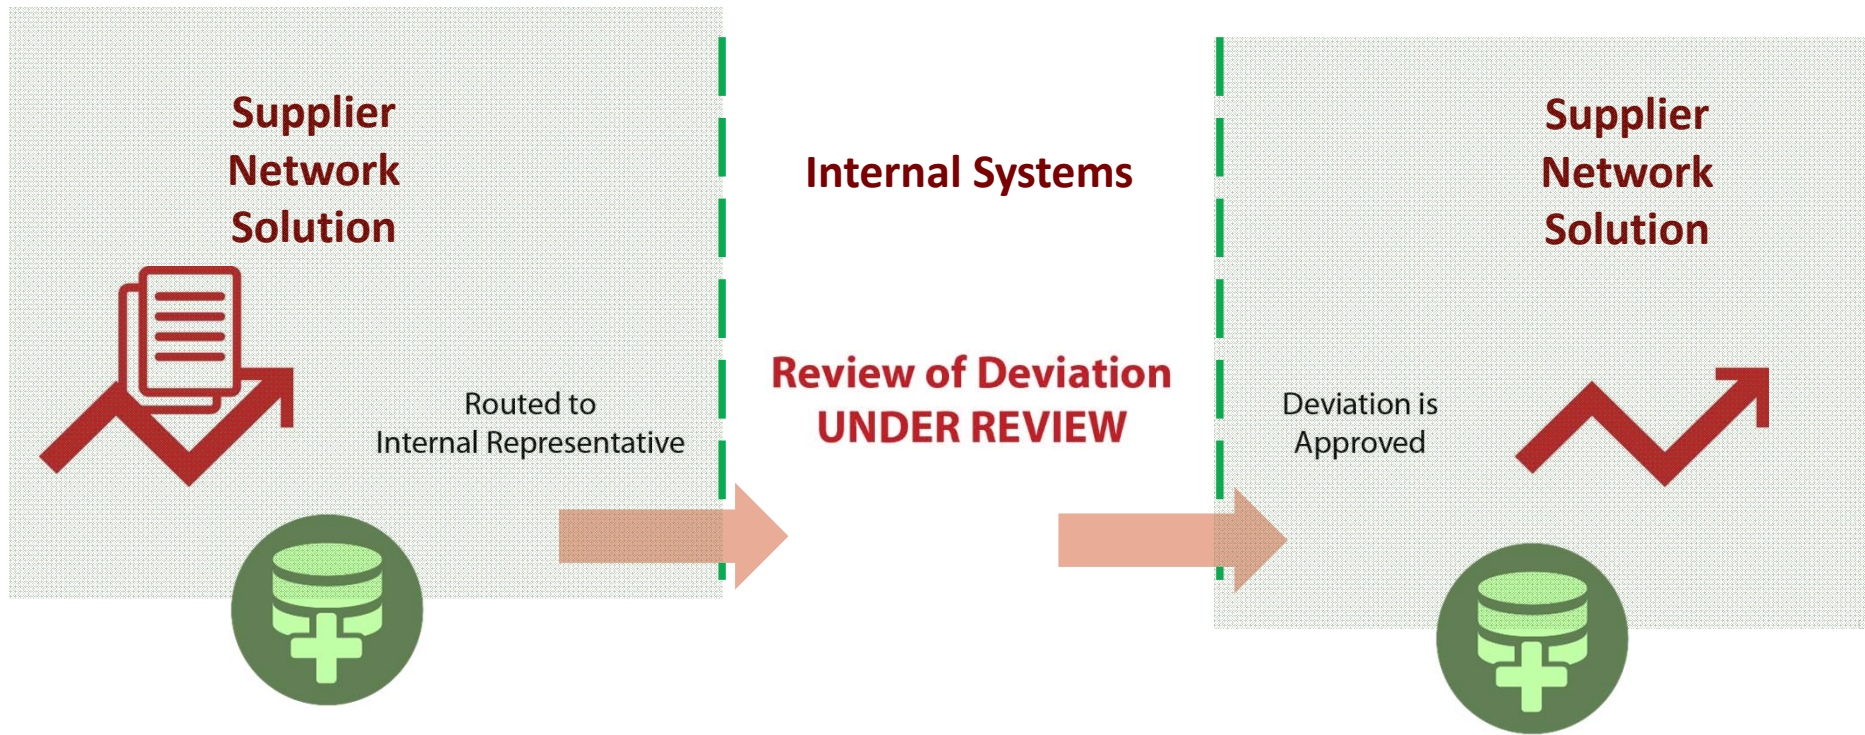 Supplier
Network
Solution
Routed to
Internal Representative
Internal Systems
Review of Deviation
UNDER REVIEW
Supplier
Network
Solution
Deviation is
Approved